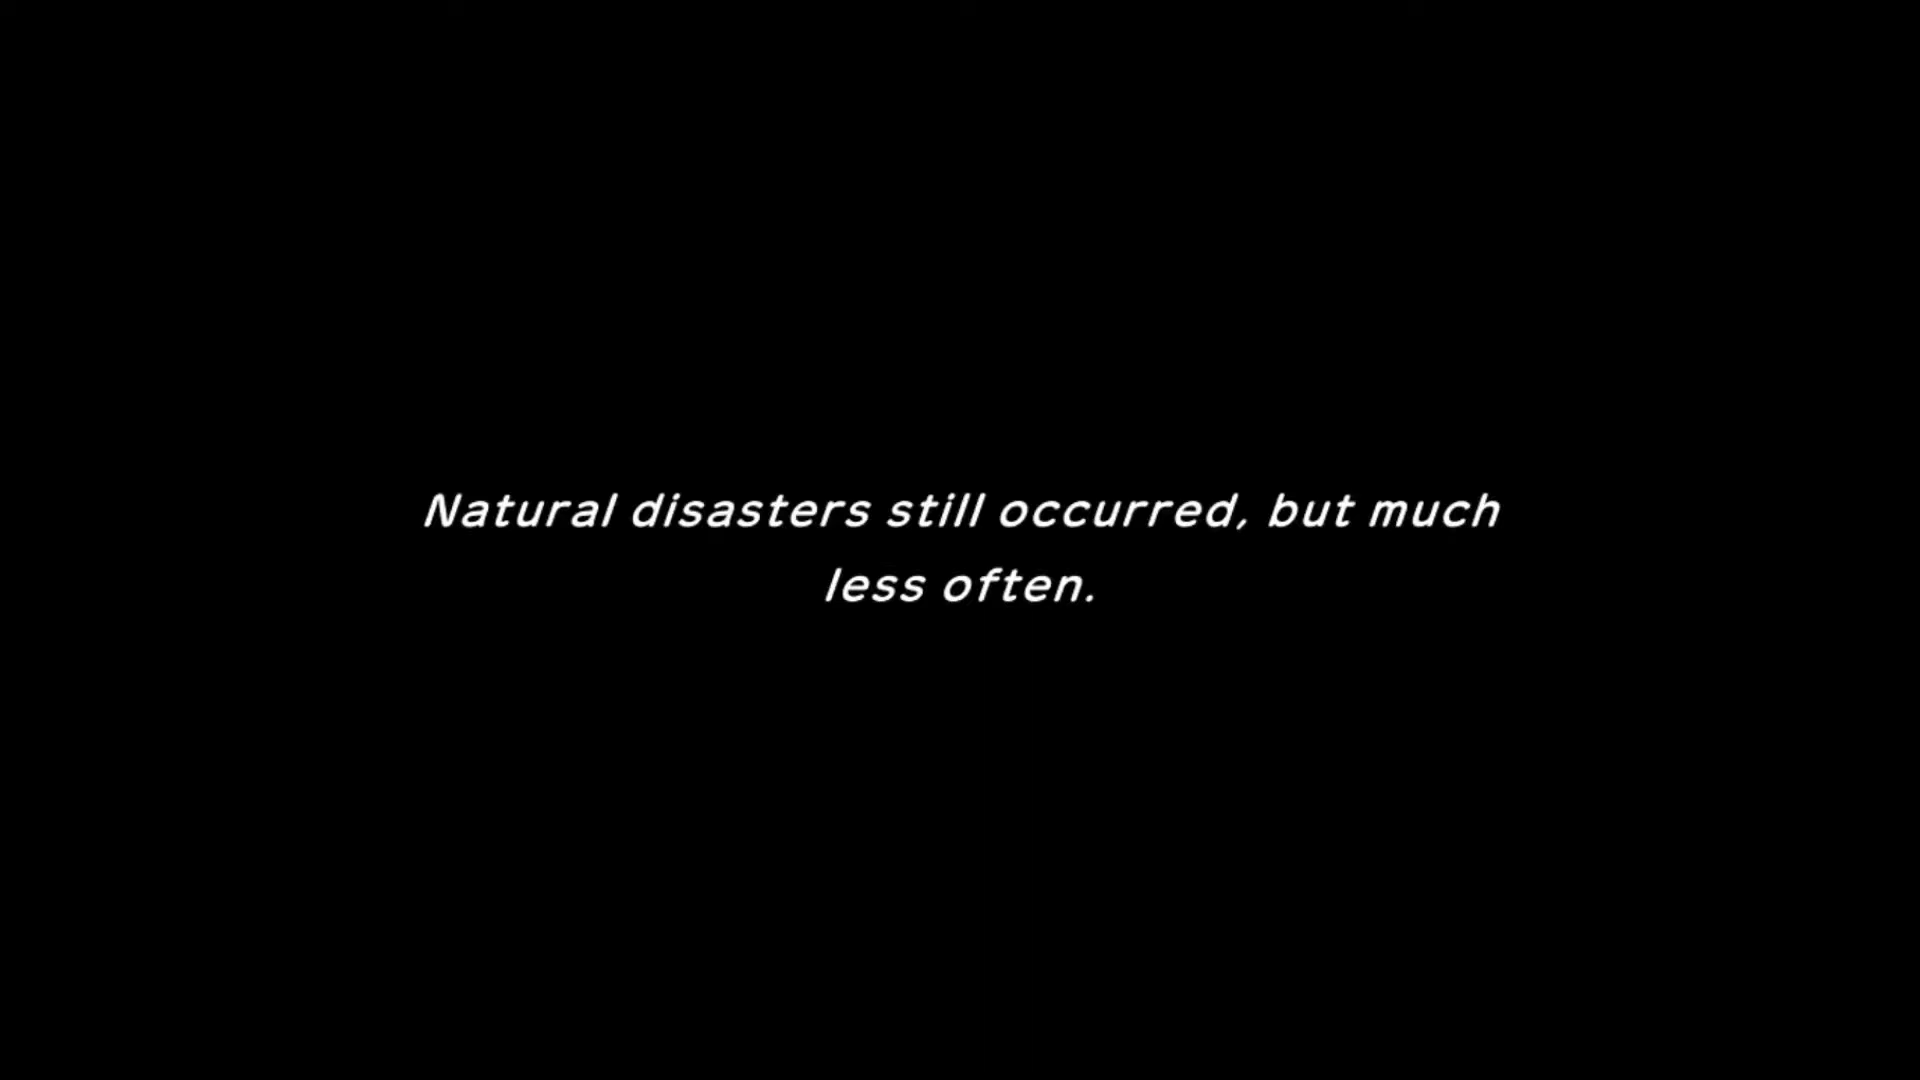 Natural disasters still occurred, but much
less often.